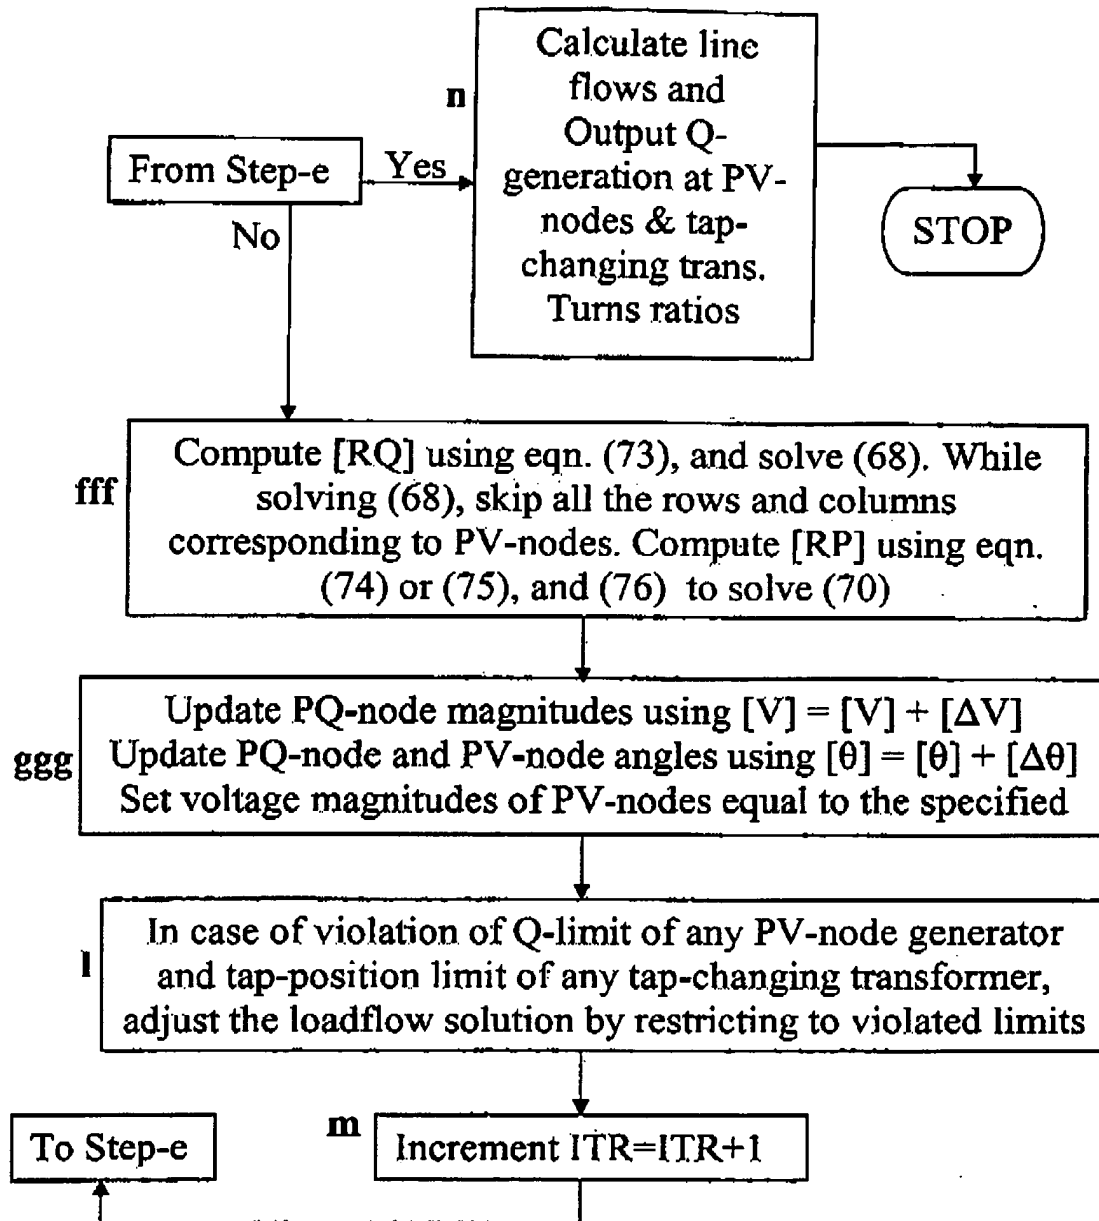 Calculate line
flows and
Output Q-
generation at PV-
nodes & tap-
changing trans.
Turns ratios
n
From Step-e
Yes
No
STOP
fff
Compute [RQ] using eqn. (73), and solve (68). While
solving (68), skip all the rows and columns
corresponding to PV-nodes. Compute [RP] using eqn.
(74) or (75), and (76) to solve (70)
ggg
Update PQ-node magnitudes using [V] = [V] + [ΔV]
Update PQ-node and PV-node angles using [θ] = [θ] + [Δθ]
Set voltage magnitudes of PV-nodes equal to the specified
l
In case of violation of Q-limit of any PV-node generator
and tap-position limit of any tap-changing transformer,
adjust the loadflow solution by restricting to violated limits
To Step-e
m
Increment ITR=ITR+1